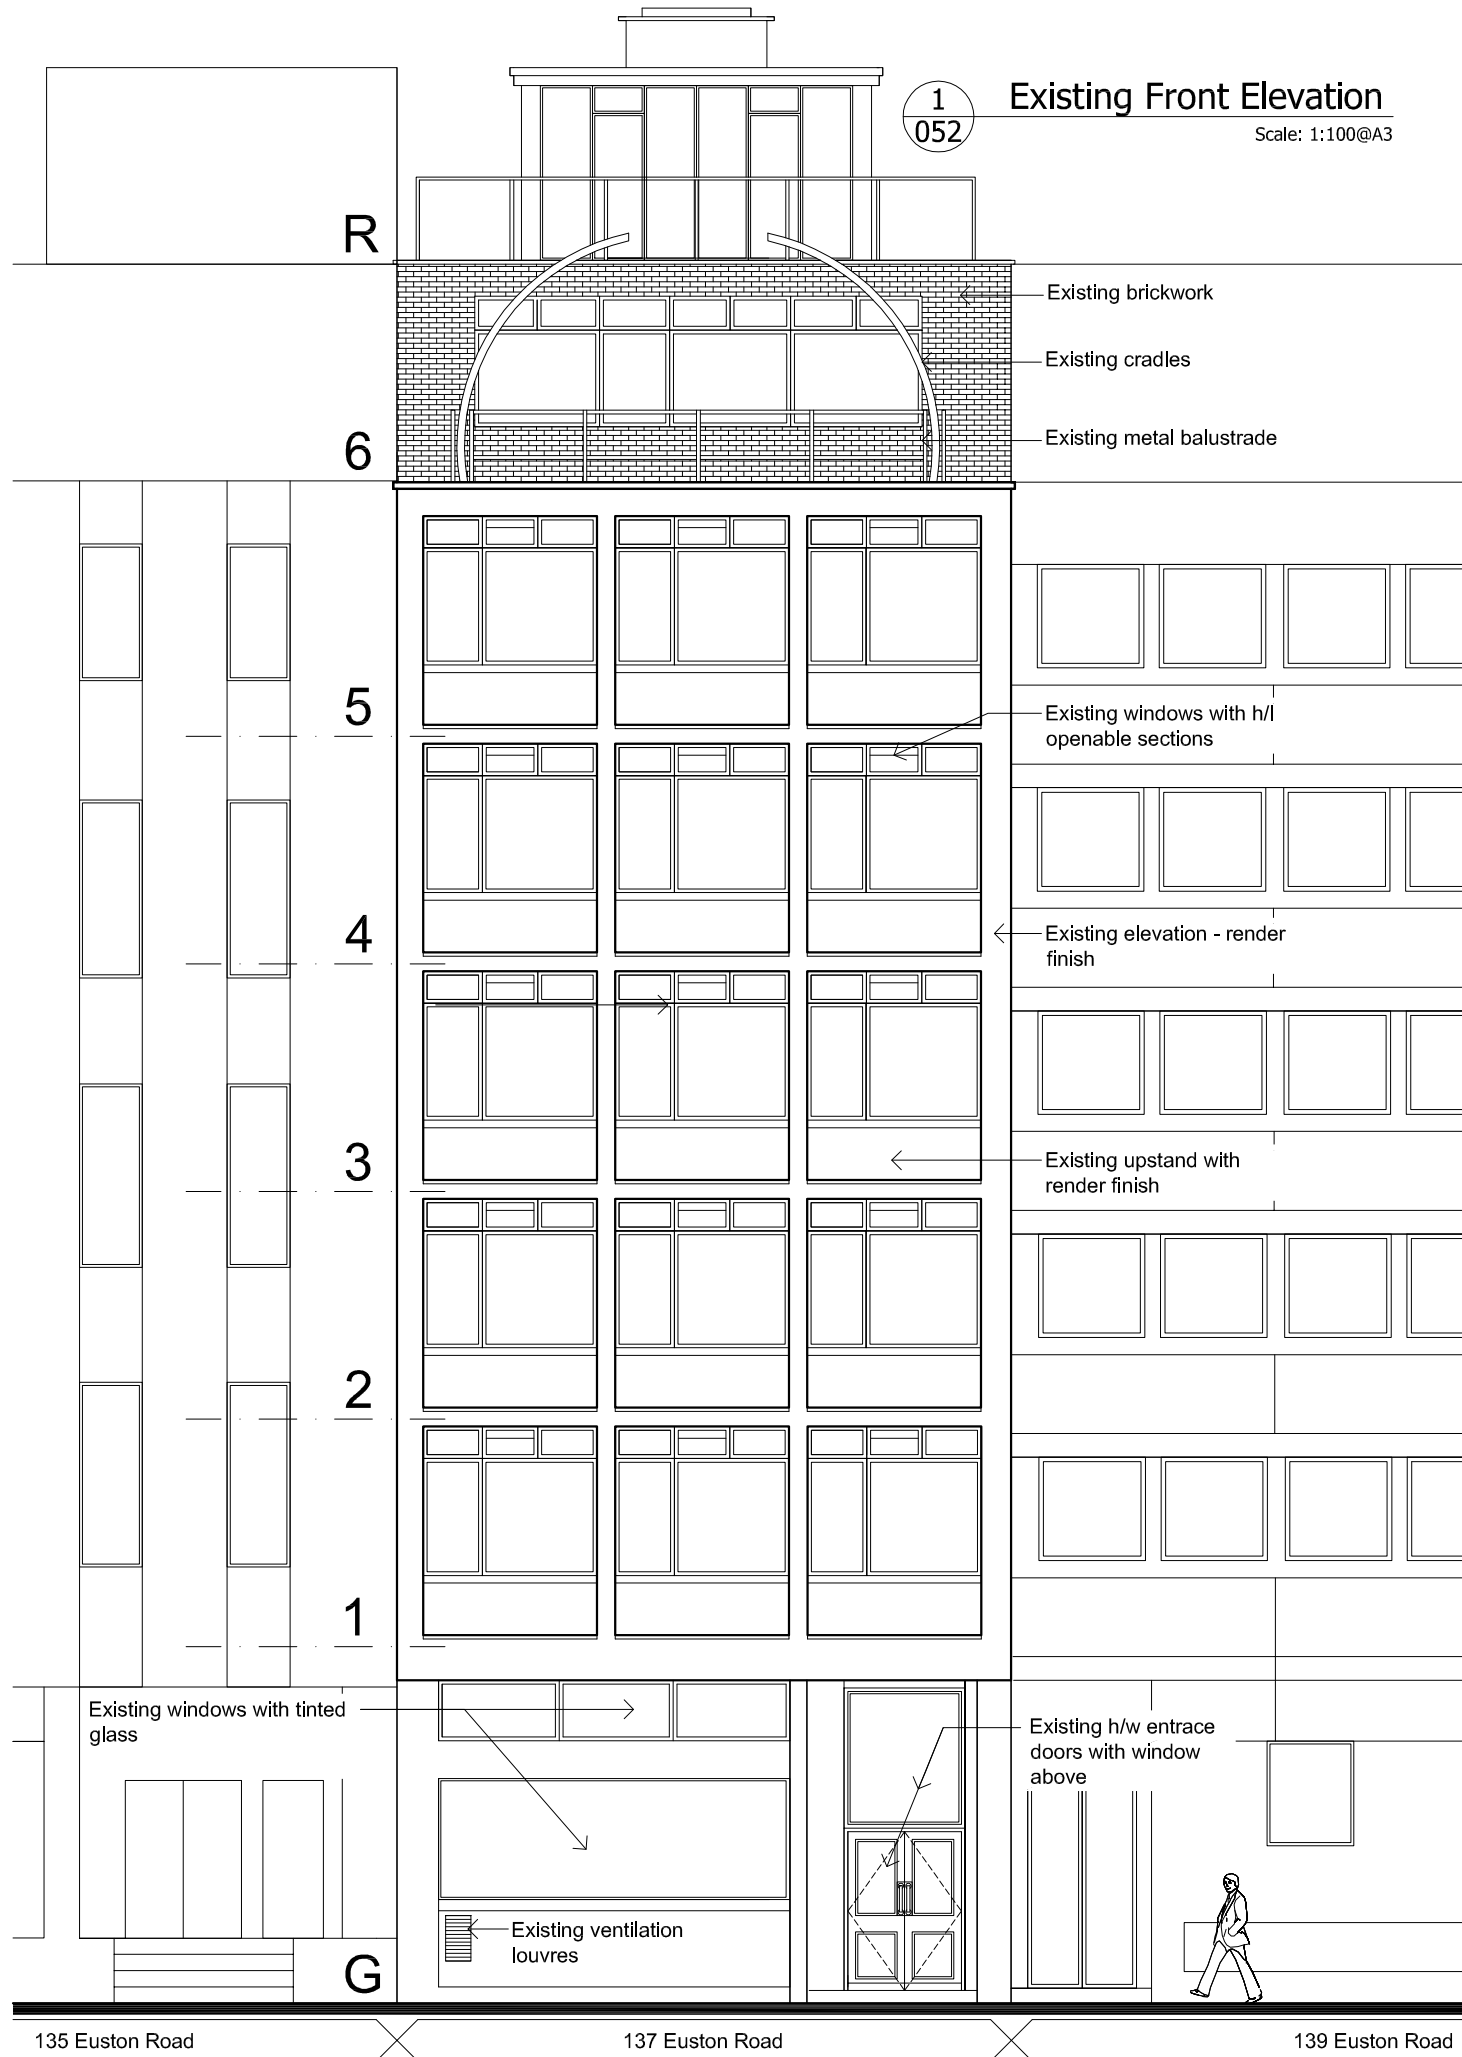 1
052
Existing Front Elevation
Scale: 1:100@A3
R
Existing brickwork
Existing cradles
6
Existing metal balustrade
5
Existing windows with h/l
openable sections
4
Existing elevation - render
finish
3
Existing upstand with
render finish
2
1
Existing windows with tinted
glass
Existing h/w entrace
doors with window
above
Existing ventilation
louvres
G
135 Euston Road
137 Euston Road
139 Euston Road